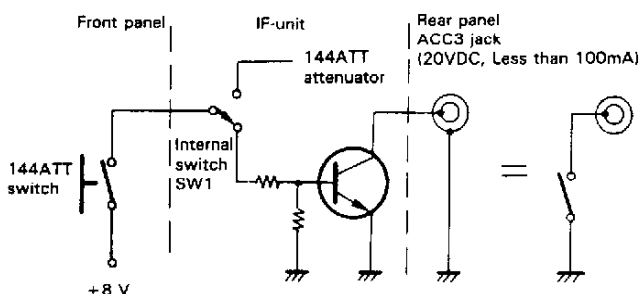 Front panel
IF-unit
Rear panel
ACC3 jack
(20VDC, Less than 100mA)
144ATT
attenuator
Internal
switch
SW1
144ATT
switch
+8 V